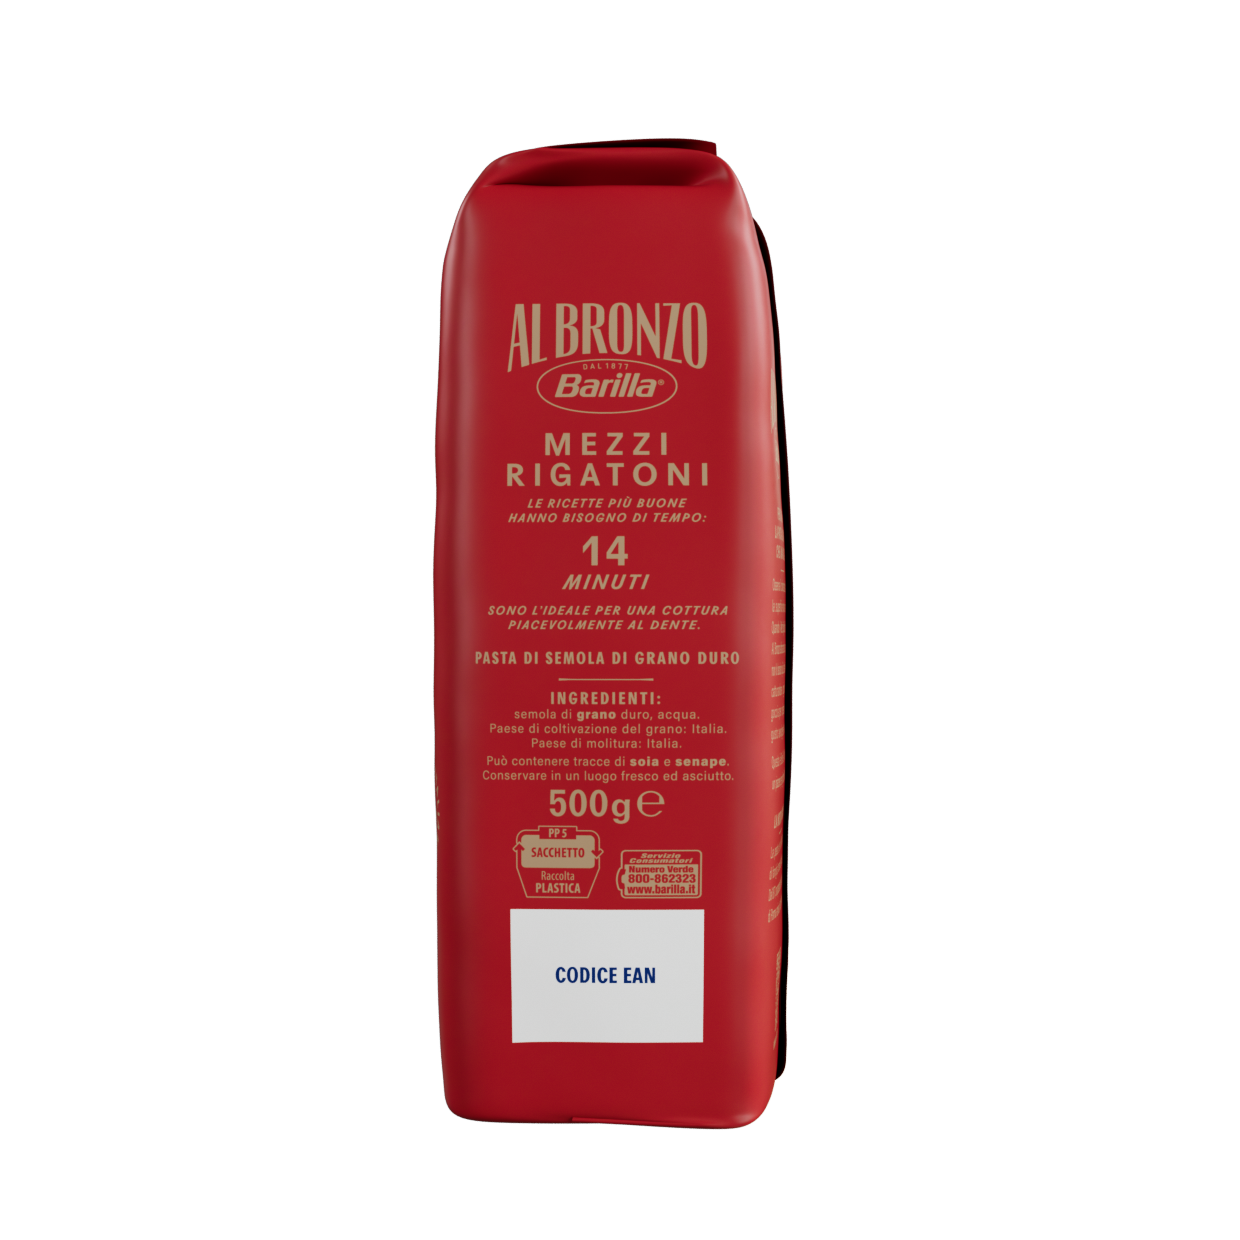 AL BRONZO
DAL 1877
Barilla®
MEZZI
RIGATONI
LE RICETTE PIÙ BUONE
HANNO BISOGNO DI TEMPO:
14
MINUTI
SONO L'IDEALE PER UNA COTTURA
PIACEVOLMENTE AL DENTE.
PASTA DI SEMOLA DI GRANO DURO
INGREDIENTI:
semola di grano duro, acqua.
Paese di coltivazione del grano: Italia.
Paese di molitura: Italia.
Può contenere tracce di soia e senape.
Conservare in un luogo fresco ed asciutto.
500g ℮
PP 5
SACCHETTO
Raccolta
PLASTICA
Servizio
Consumatori
Numero Verde
800-862323
www.barilla.it
CODICE EAN